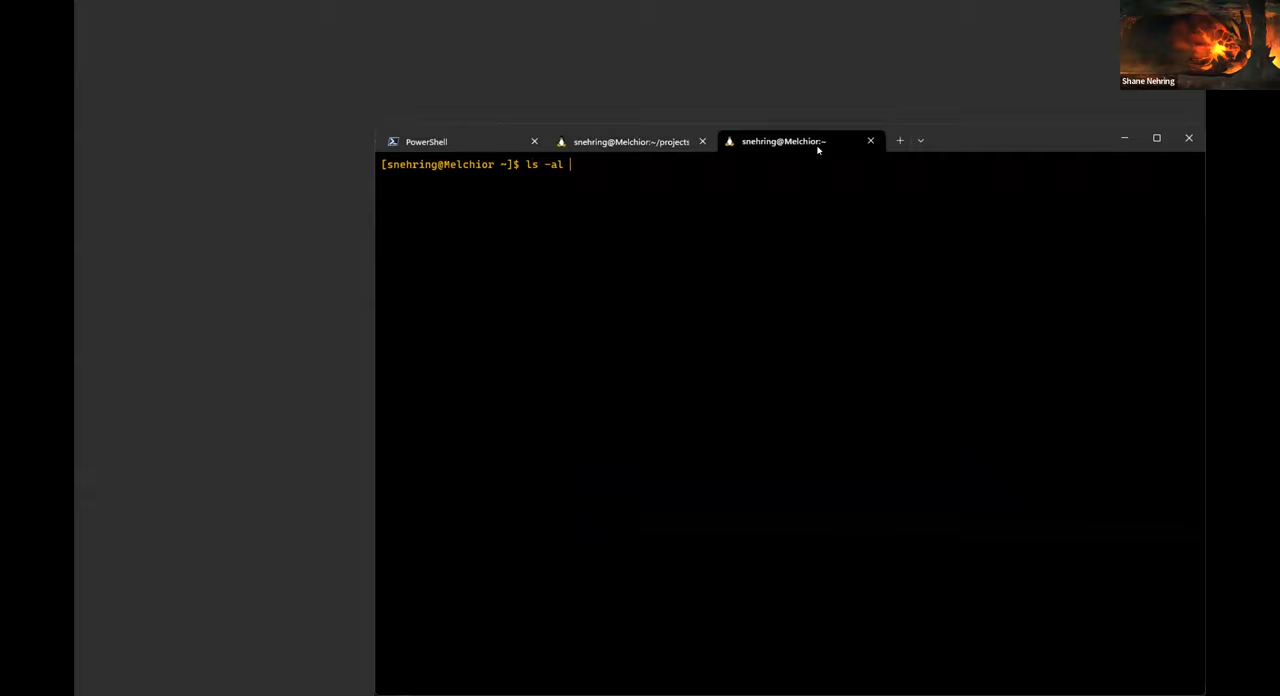 Shane Nehring
PowerShell
snehring@Melchior:~/projects
snehring@Melchior:~
[snehring@Melchior ~]$ ls -al